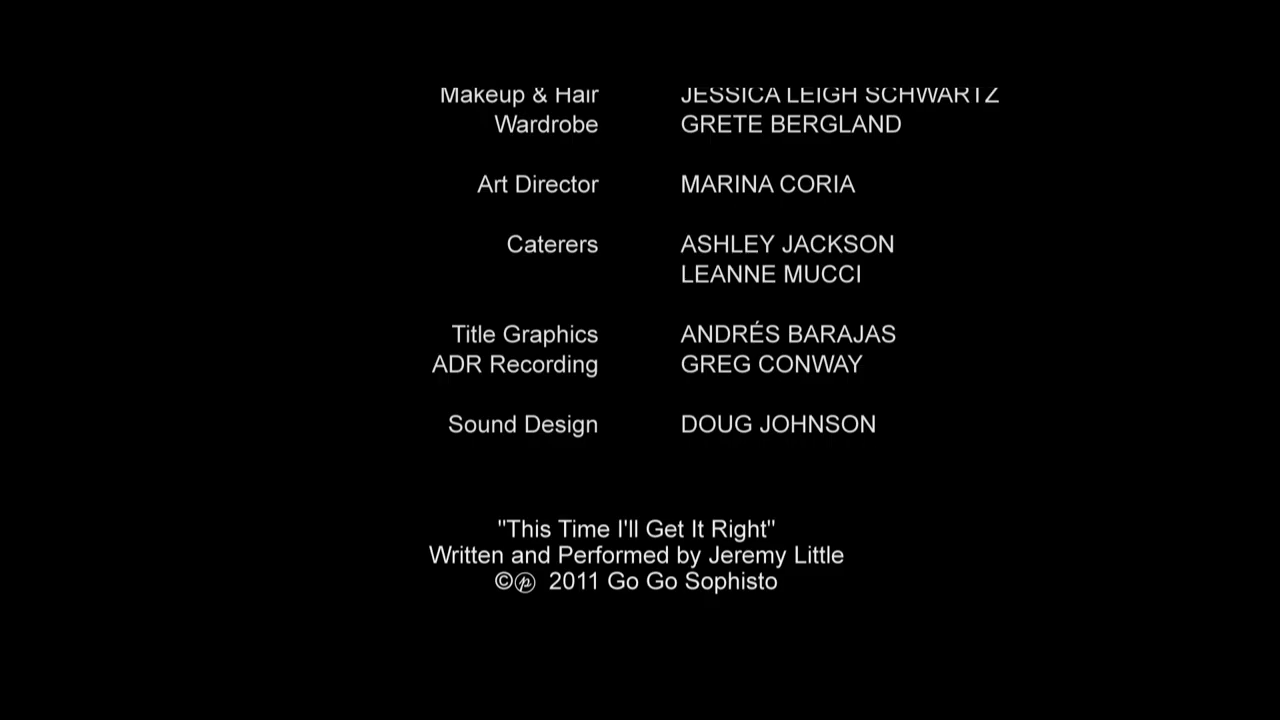 Makeup & Hair JESSICA LEIGH SCHWARTZ
Wardrobe GRETE BERGLAND
Art Director MARINA CORIA
Caterers ASHLEY JACKSON
LEANNE MUCCI
Title Graphics ANDRÉS BARAJAS
ADR Recording GREG CONWAY
Sound Design DOUG JOHNSON
"This Time I'll Get It Right"
Written and Performed by Jeremy Little
©℗ 2011 Go Go Sophisto